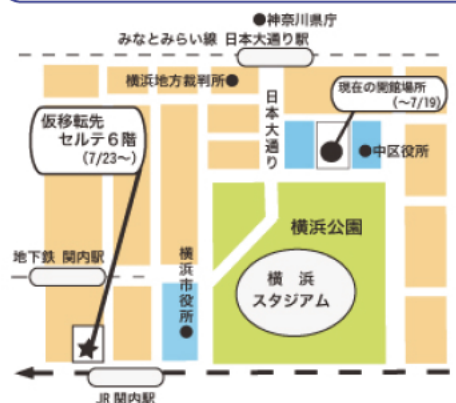 ●神奈川県庁
みなとみらい線 日本大通り駅
横浜地方裁判所●
現在の開館場所
(～7/19)
仮移転先
セルテ6階
(7/23～)
日本大通り
●中区役所
横浜公園
地下鉄 関内駅
横浜市役所●
横 浜
スタジアム
JR 関内駅